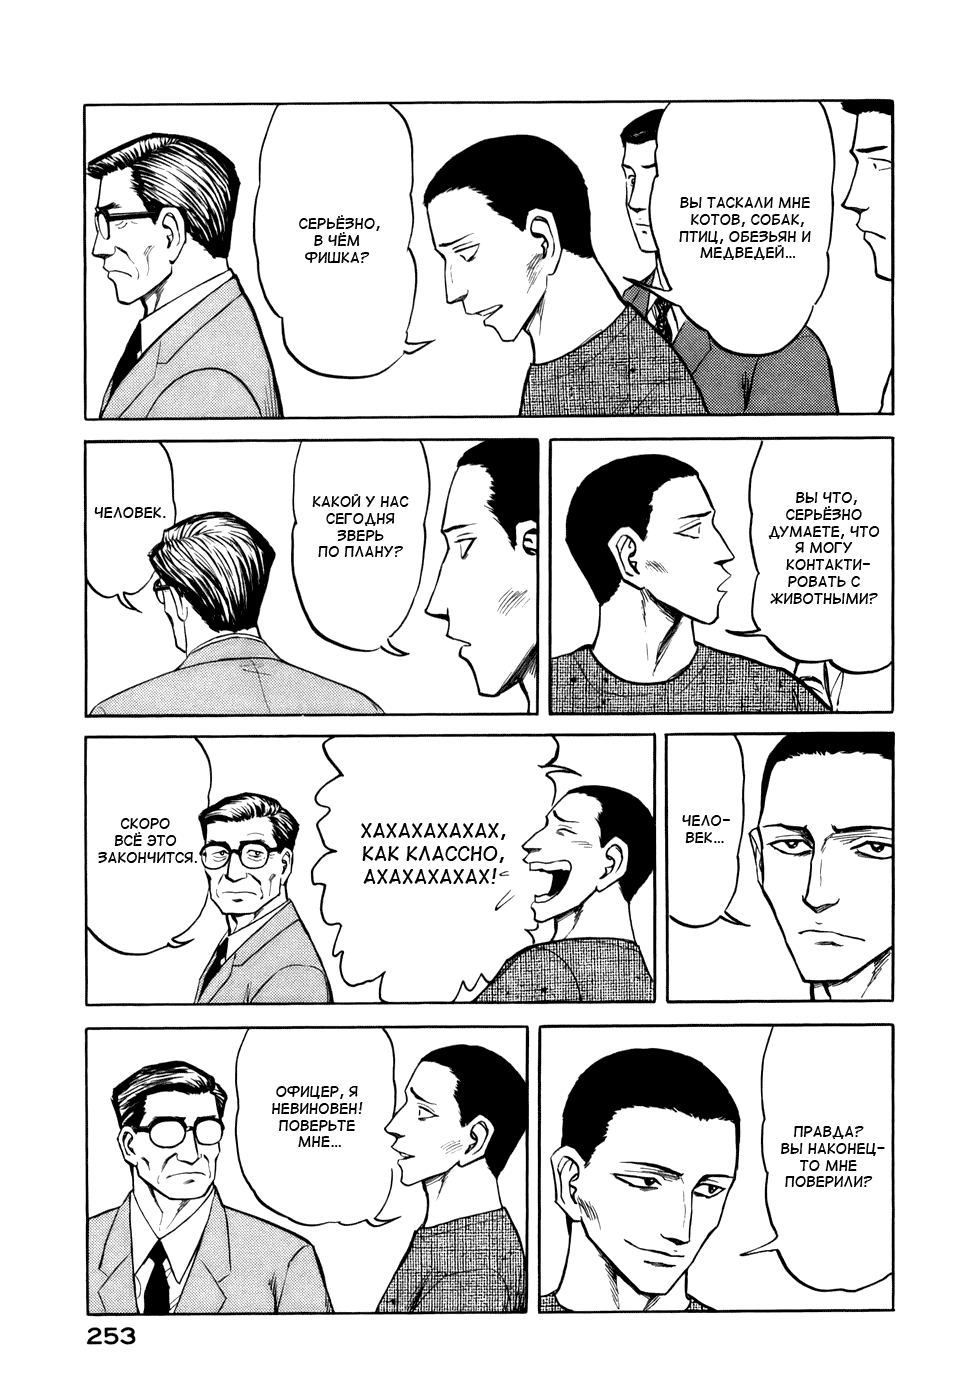 ВЫ ТАСКАЛИ МНЕ
КОТОВ, СОБАК,
ПТИЦ, ОБЕЗЬЯН И
МЕДВЕДЕЙ...
СЕРЬЁЗНО,
В ЧЁМ
ФИШКА?
ВЫ ЧТО,
СЕРЬЁЗНО
ДУМАЕТЕ, ЧТО
Я МОГУ
КОНТАКТИ-
РОВАТЬ С
ЖИВОТНЫМИ?
КАКОЙ У НАС
СЕГОДНЯ
ЗВЕРЬ
ПО ПЛАНУ?
ЧЕЛОВЕК.
ЧЕЛО-
ВЕК...
ХАХАХАХАХАХ,
КАК КЛАССНО,
АХАХАХАХАХ!
СКОРО
ВСЁ ЭТО
ЗАКОНЧИТСЯ.
ПРАВДА?
ВЫ НАКОНЕЦ-
ТО МНЕ
ПОВЕРИЛИ?
ОФИЦЕР, Я
НЕВИНОВЕН!
ПОВЕРЬТЕ
МНЕ...
253